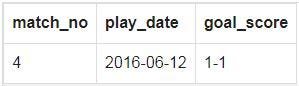 match_no play_date goal_score
4 2016-06-12 1-1